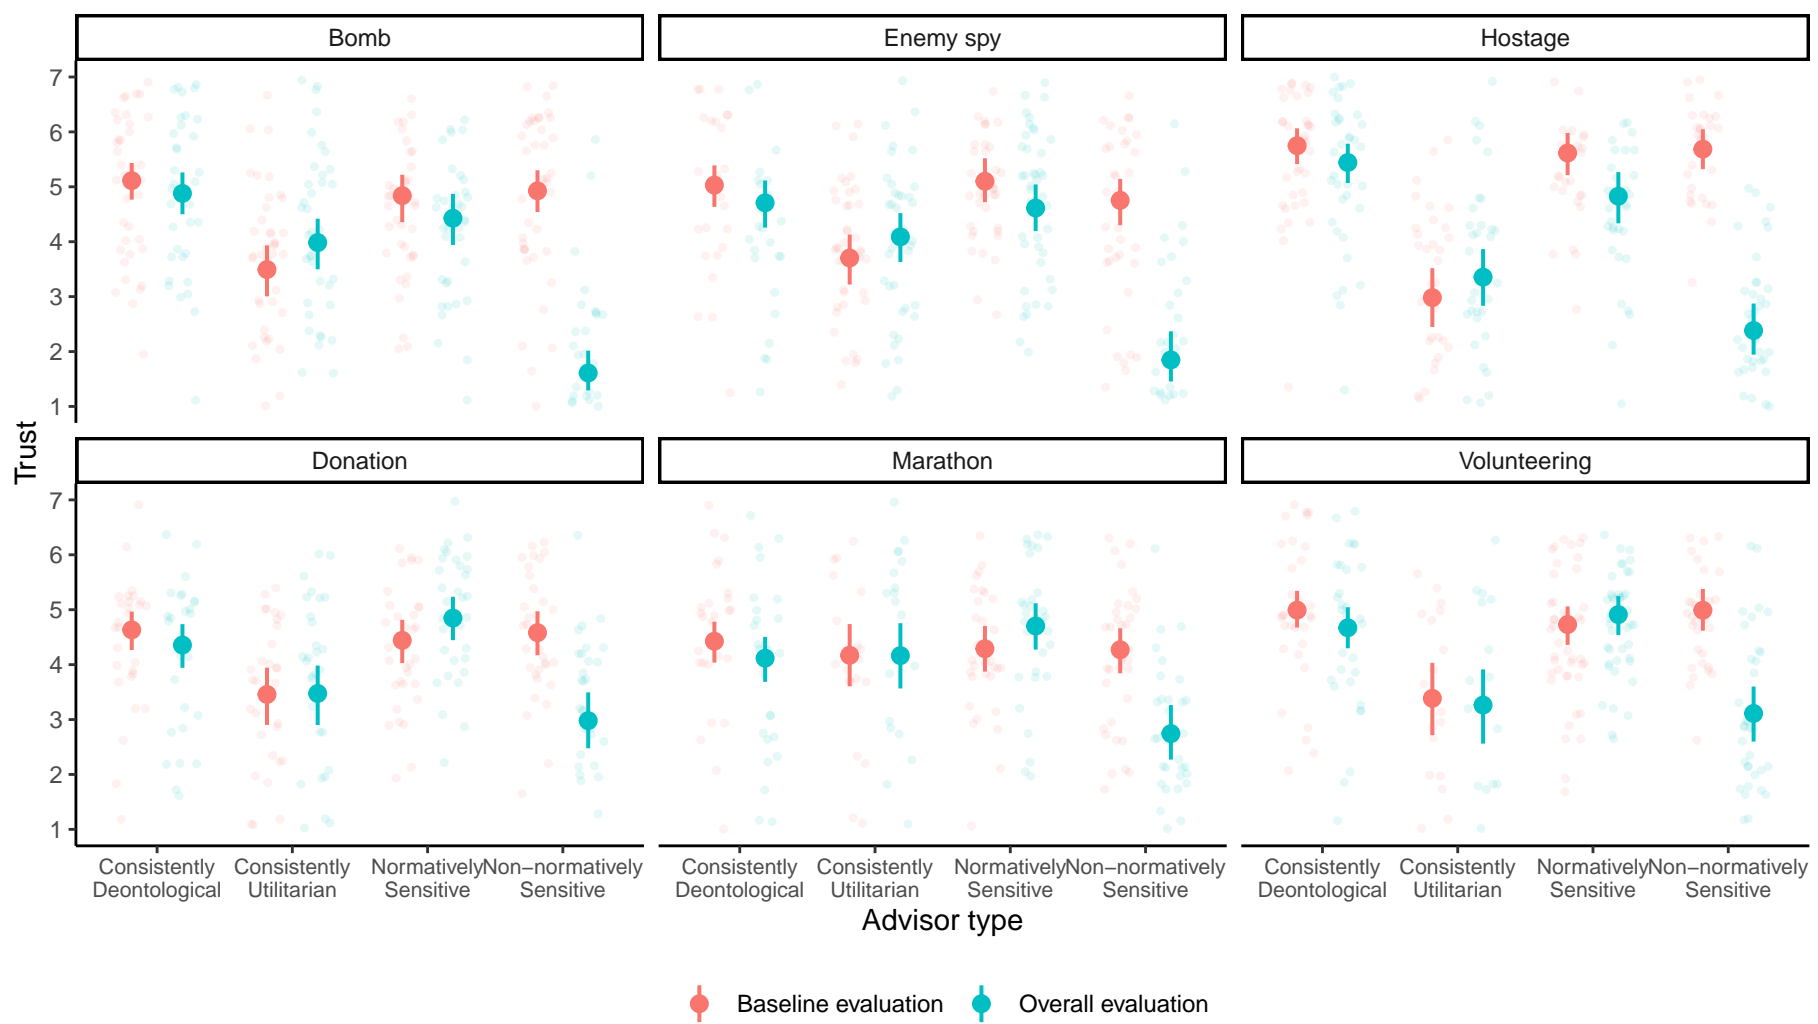 Bomb
Enemy spy
Hostage
7
6
5
4
3
2
1
Trust
Donation
Marathon
Volunteering
7
6
5
4
3
2
1
Consistently
Deontological
Consistently
Utilitarian
Normatively
Sensitive
Non−normatively
Sensitive
Consistently
Deontological
Consistently
Utilitarian
Normatively
Sensitive
Non−normatively
Sensitive
Consistently
Deontological
Consistently
Utilitarian
Normatively
Sensitive
Non−normatively
Sensitive
Advisor type
Baseline evaluation
Overall evaluation